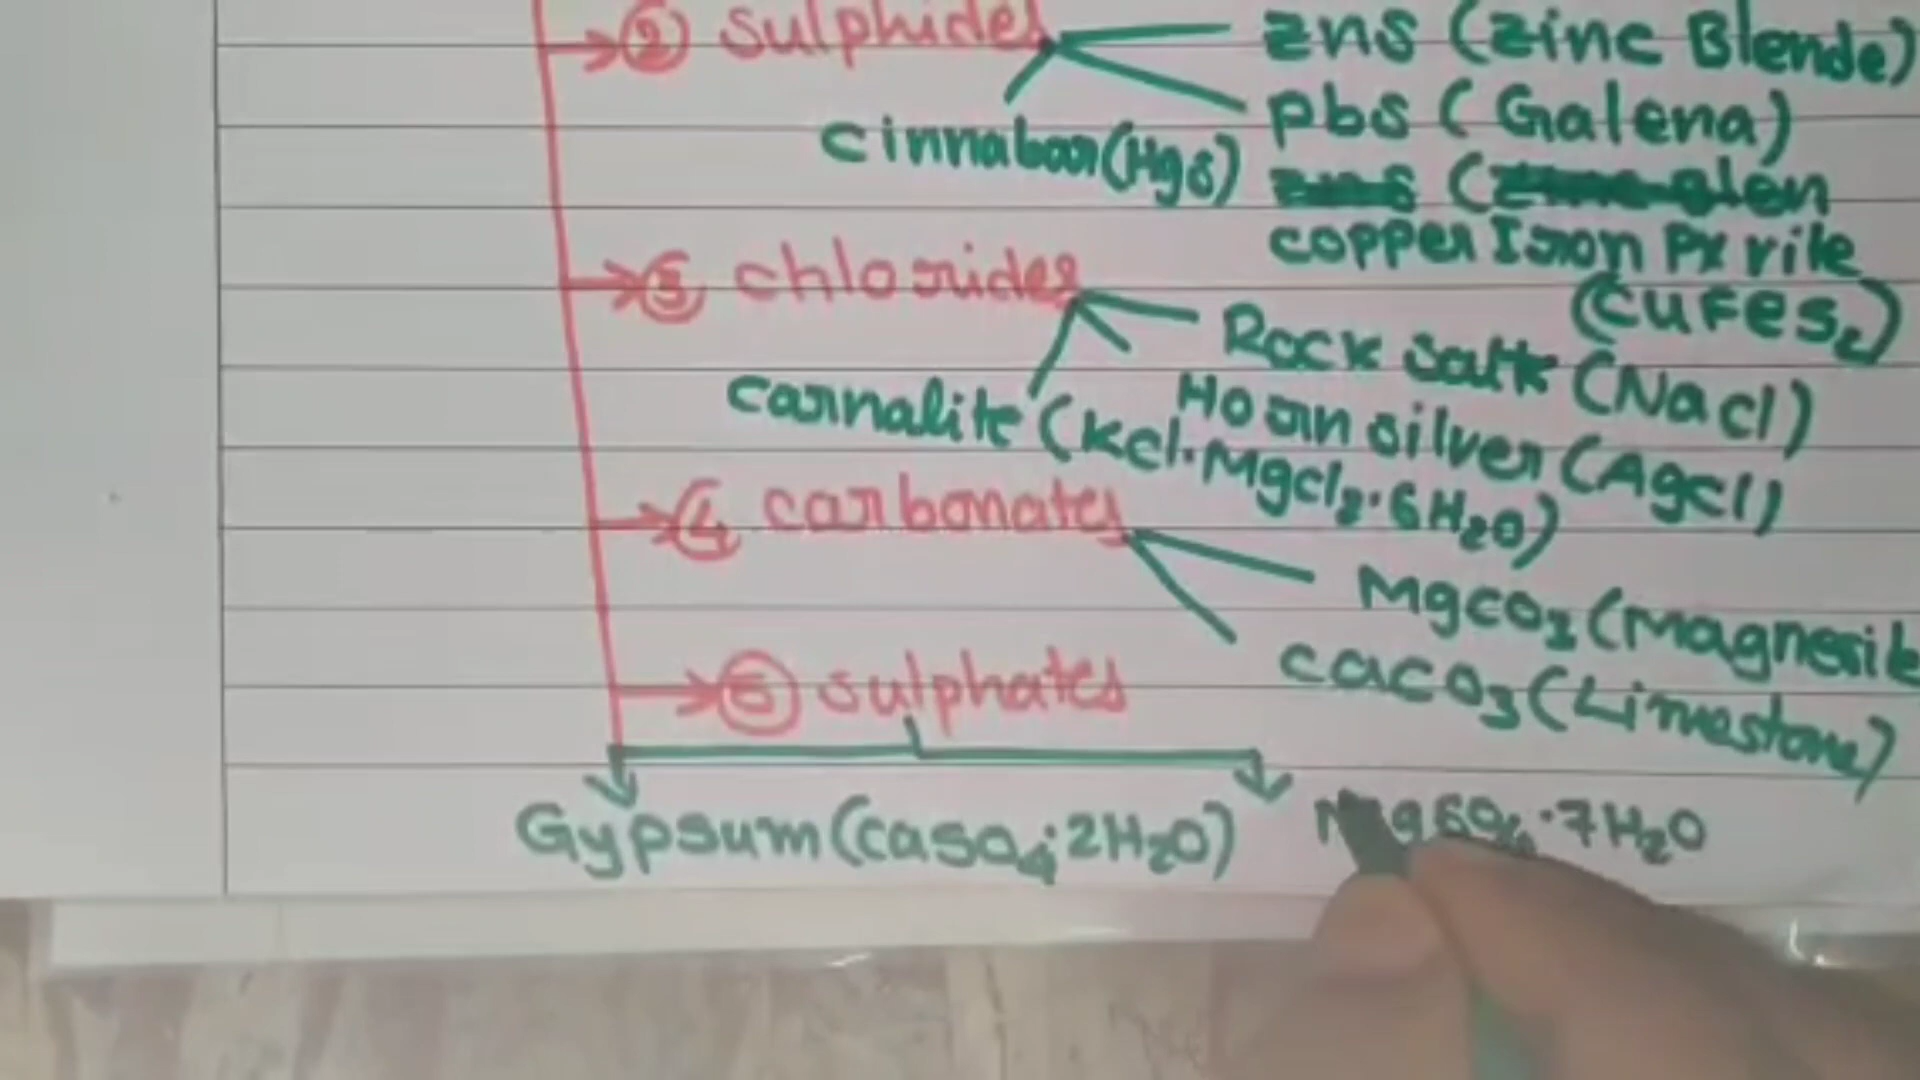 ② sulphides
zns (zinc Blende)
pbs (Galena)
cinnabar (Hgs)
copper Iron Pyrite
(CuFeS₂)
③ chlorides
Rock salt (Nacl)
Horn silver (Agcl)
carnalite (Kcl.Mgcl₂.6H₂O)
④ carbonates
MgcO₃ (Magnesite
cacO₃ (Limestone)
⑤ sulphates
Gypsum (casO₄.2H₂O)
MgSO₄.7H₂O